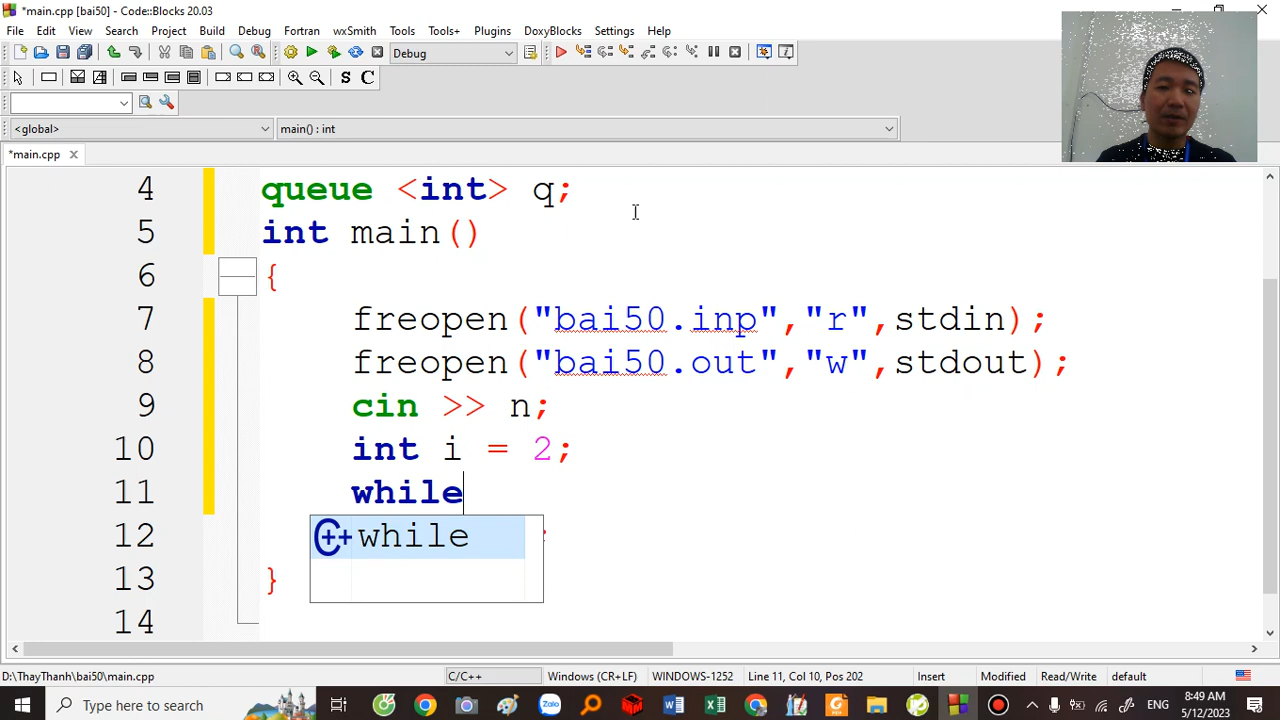 *main.cpp [bai50] - Code::Blocks 20.03
File Edit View Search Project Build Debug Fortran wxSmith Tools Tools+ Plugins DoxyBlocks Settings Help
Debug
S C
<global> main() : int
*main.cpp
4 queue <int> q;
5 int main()
6 {
7 freopen("bai50.inp","r",stdin);
8 freopen("bai50.out","w",stdout);
9 cin >> n;
10 int i = 2;
11 while
12 ;
while
13 }
14
D:\ThayThanh\bai50\main.cpp C/C++ Windows (CR+LF) WINDOWS-1252 Line 11, Col 10, Pos 202 Insert Modified Read/Write default
Type here to search Zalo ENG 8:49 AM
5/12/2023